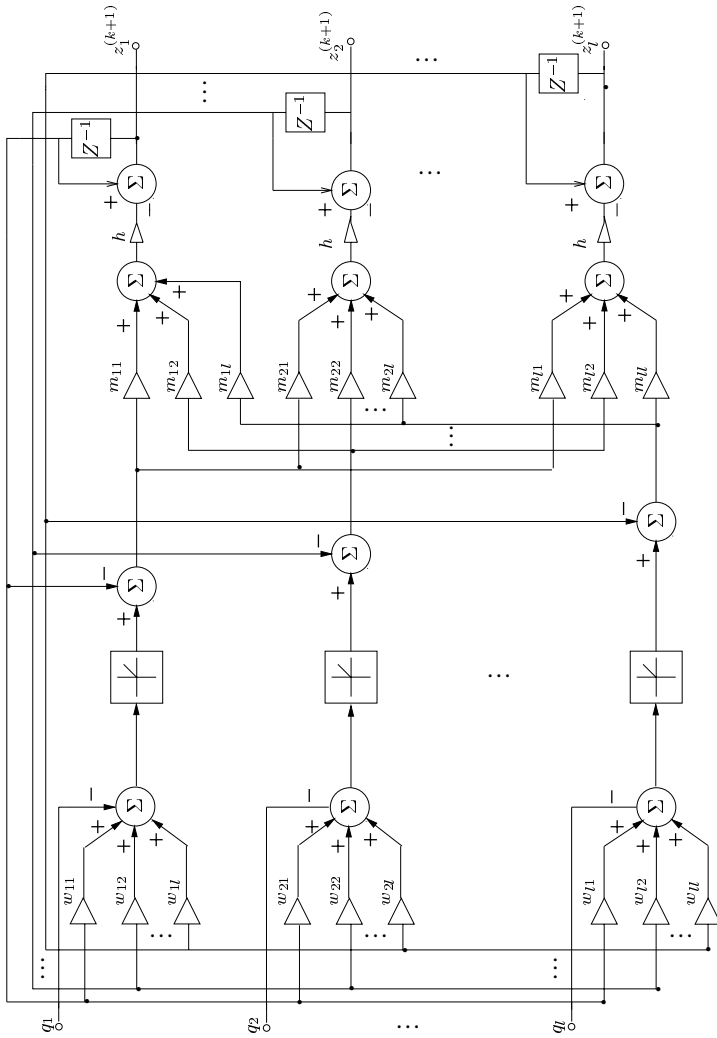 z_1^{(k+1)}
z_2^{(k+1)}
z_l^{(k+1)}
...
...
Z^{-1}
Z^{-1}
Z^{-1}
Σ
Σ
...
Σ
+
−
+
−
+
−
h
h
h
Σ
Σ
Σ
+
+
+
+
+
+
+
+
+
m_{11}
m_{12}
m_{1l}
m_{21}
m_{22}
m_{2l}
m_{l1}
m_{l2}
m_{ll}
...
...
−
−
−
Σ
Σ
Σ
+
+
+
...
−
−
−
Σ
Σ
Σ
+
+
+
+
+
+
+
+
+
w_{11}
w_{12}
w_{1l}
w_{21}
w_{22}
w_{2l}
w_{l1}
w_{l2}
w_{ll}
...
...
...
...
...
q_1
q_2
...
q_l